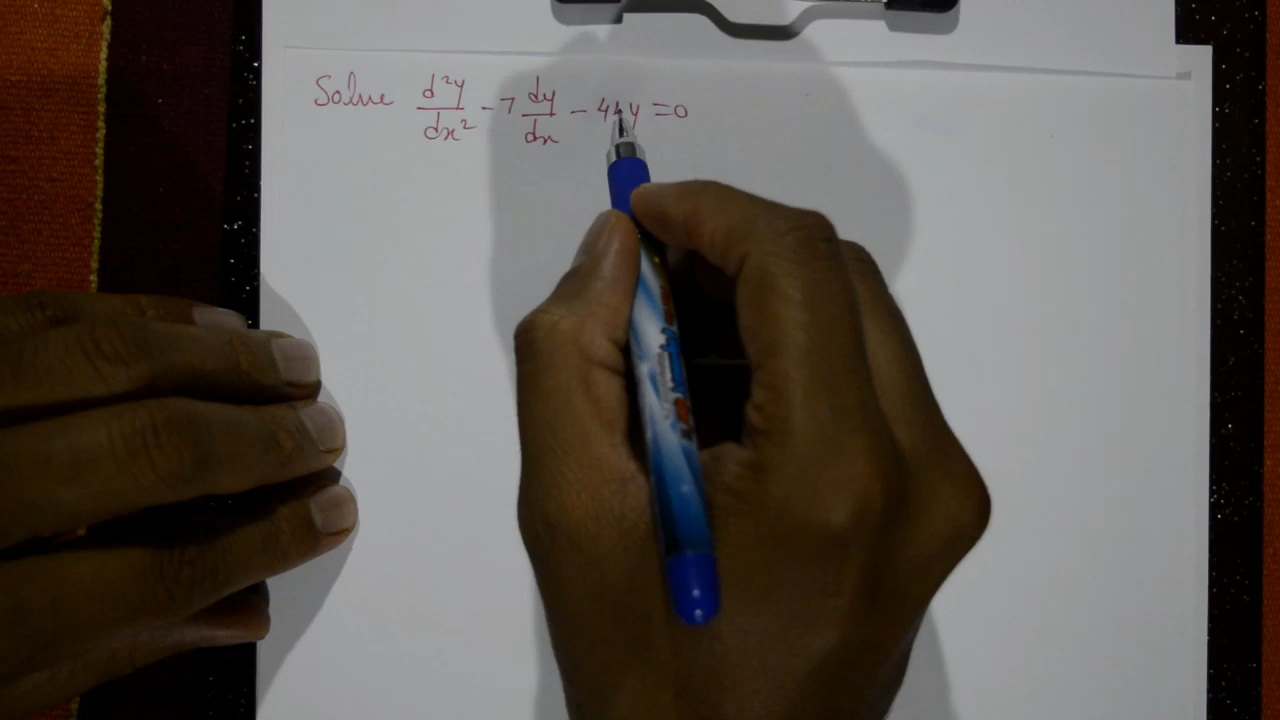 Solve d²y/dx² - 7 dy/dx - 44y = 0